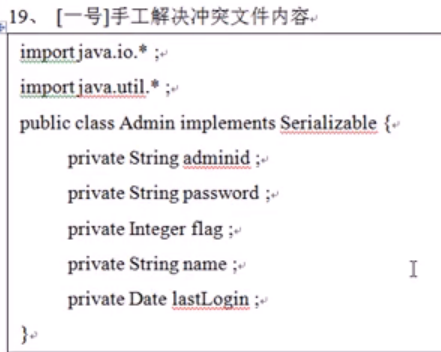 19、 [一号]手工解决冲突文件内容
import java.io.* ;
import java.util.* ;
public class Admin implements Serializable {
private String adminid ;
private String password ;
private Integer flag ;
private String name ;
private Date lastLogin ;
}